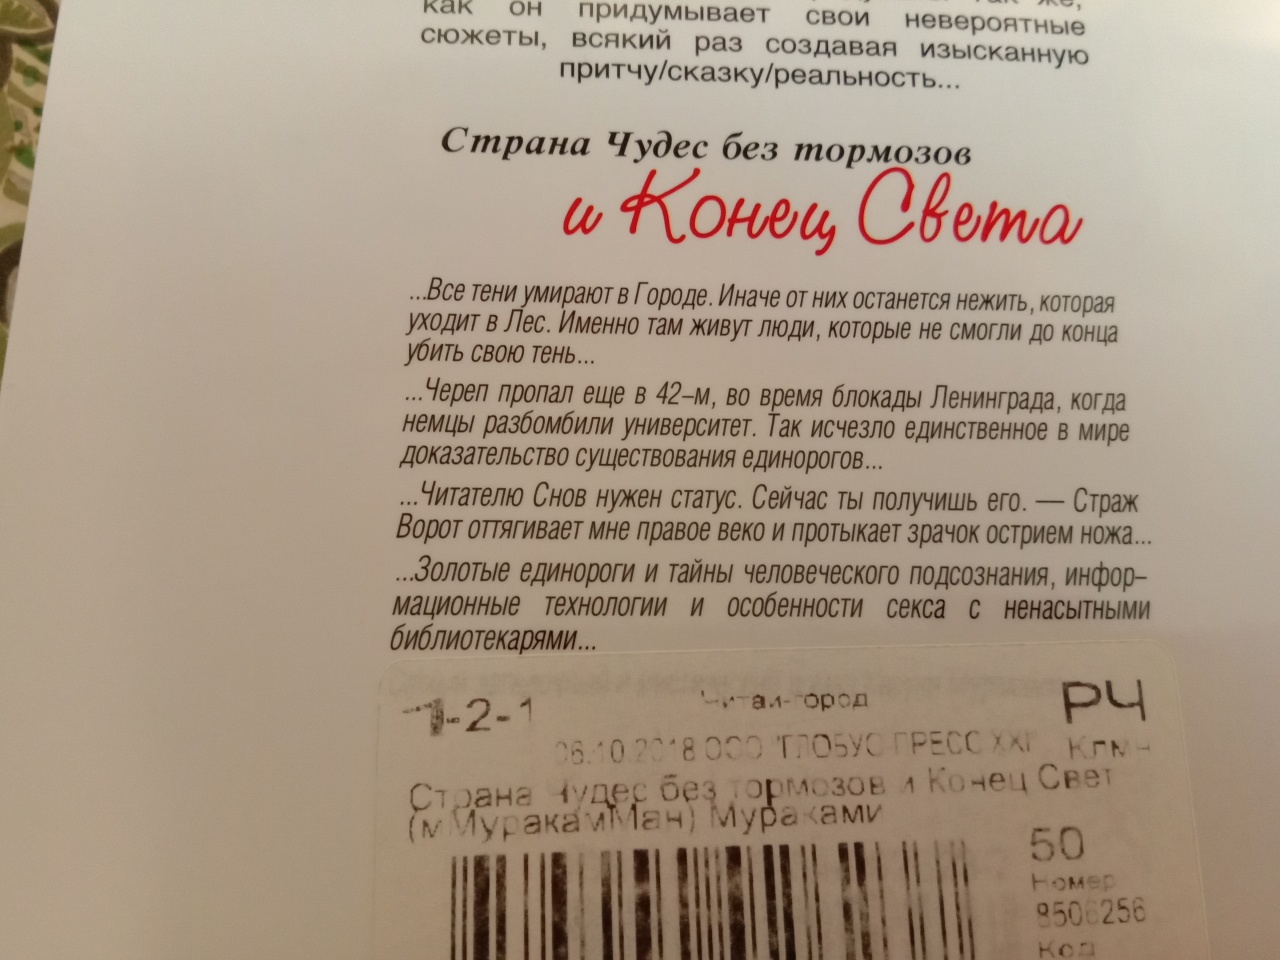 как он придумывает свои невероятные
сюжеты, всякий раз создавая изысканную
притчу/сказку/реальность...
Страна Чудес без тормозов
и Конец Света
...Все тени умирают в Городе. Иначе от них останется нежить, которая
уходит в Лес. Именно там живут люди, которые не смогли до конца
убить свою тень...
...Череп пропал еще в 42–м, во время блокады Ленинграда, когда
немцы разбомбили университет. Так исчезло единственное в мире
доказательство существования единорогов...
...Читателю Снов нужен статус. Сейчас ты получишь его. — Страж
Ворот оттягивает мне правое веко и протыкает зрачок острием ножа...
...Золотые единороги и тайны человеческого подсознания, инфор–
мационные технологии и особенности секса с ненасытными
библиотекарями...
1-2-1 Читай-город РЧ
06.10.2018 ООО "ГЛОБУС-ПРЕСС XXI"
Страна Чудес без тормозов и Конец Свет
(мМуракамМан) Мураками
50
Номер
8506256
Код